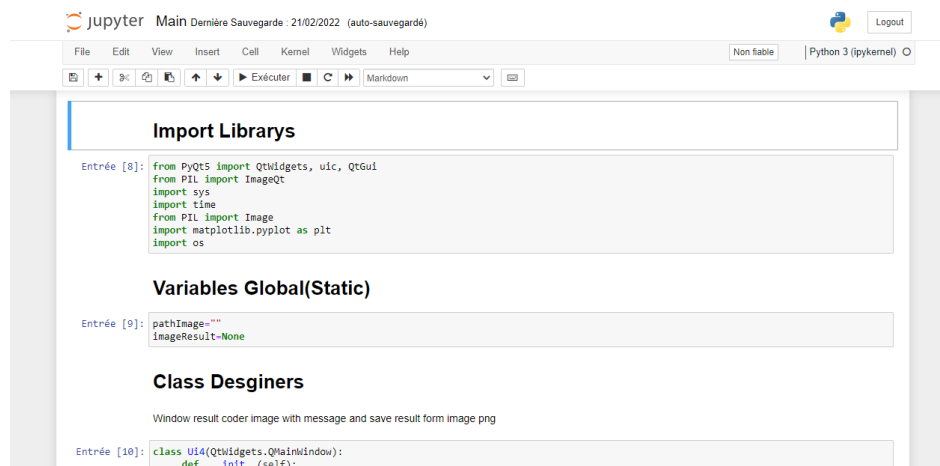 jupyter Main Dernière Sauvegarde : 21/02/2022 (auto-sauvegardé)
Logout
File Edit View Insert Cell Kernel Widgets Help
Non fiable
Python 3 (ipykernel)
Exécuter
Markdown
Import Librarys
Entrée [8]: from PyQt5 import QtWidgets, uic, QtGui
from PIL import ImageQt
import sys
import time
from PIL import Image
import matplotlib.pyplot as plt
import os
Variables Global(Static)
Entrée [9]: pathImage=""
imageResult=None
Class Desginers
Window result coder image with message and save result form image png
Entrée [10]: class Ui4(QtWidgets.QMainWindow):
def __init__(self):